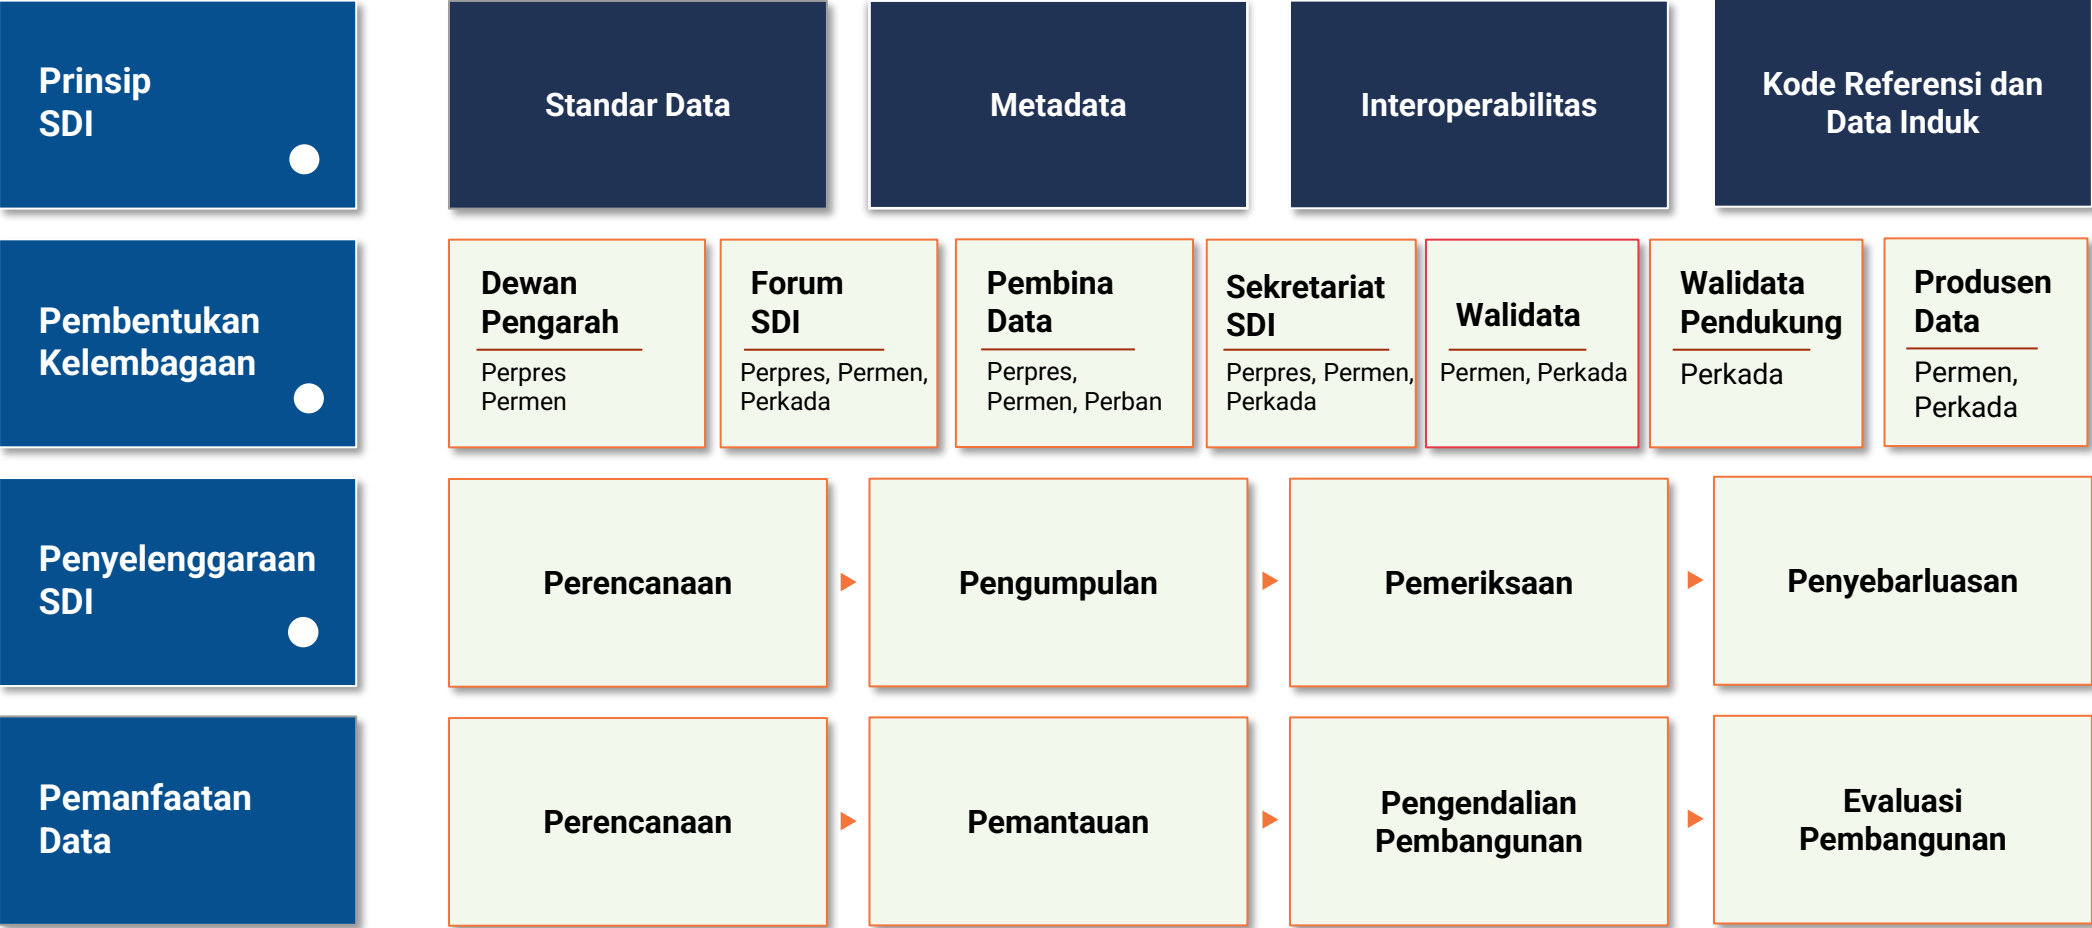 Prinsip
SDI
Standar Data
Metadata
Interoperabilitas
Kode Referensi dan
Data Induk
Pembentukan
Kelembagaan
Dewan
Pengarah
Perpres
Permen
Forum
SDI
Perpres, Permen,
Perkada
Pembina
Data
Perpres,
Permen, Perban
Sekretariat
SDI
Perpres, Permen,
Perkada
Walidata
Permen, Perkada
Walidata
Pendukung
Perkada
Produsen
Data
Permen,
Perkada
Penyelenggaraan
SDI
Perencanaan
Pengumpulan
Pemeriksaan
Penyebarluasan
Pemanfaatan
Data
Perencanaan
Pemantauan
Pengendalian
Pembangunan
Evaluasi
Pembangunan